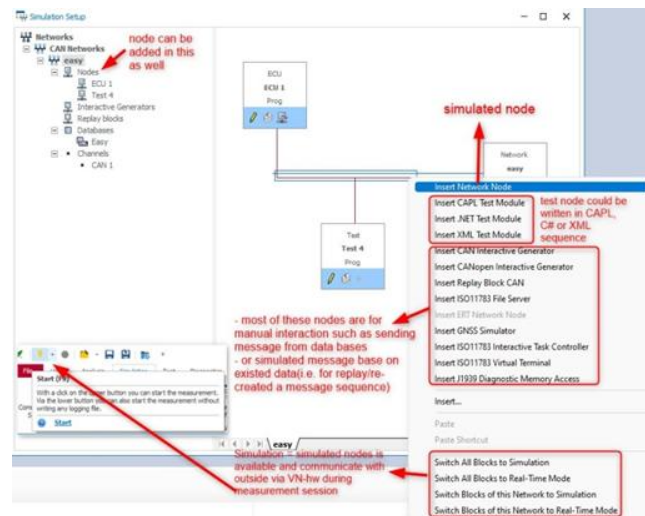 Simulation Setup
Networks
CAN Networks
easy
Nodes
ECU 1
Test 4
Interactive Generators
Replay blocks
Databases
Easy
Channels
CAN 1
node can be
added in this
as well
ECU
ECU 1
Prog
simulated node
Network
easy
Test
Test 4
Prog
Insert Network Node
Insert CAPL Test Module
Insert .NET Test Module
Insert XML Test Module
Insert CAN Interactive Generator
Insert CANopen Interactive Generator
Insert Replay Block CAN
Insert ISO11783 File Server
Insert ERT Network Node
Insert GNSS Simulator
Insert ISO11783 Interactive Task Controller
Insert ISO11783 Virtual Terminal
Insert J1939 Diagnostic Memory Access
Insert...
Paste
Paste Shortcut
Switch All Blocks to Simulation
Switch All Blocks to Real-Time Mode
Switch Blocks of this Network to Simulation
Switch Blocks of this Network to Real-Time Mode
test node could be
written in CAPL,
C# or XML
sequence
- most of these nodes are for
manual interaction such as sending
message from data bases
- or simulated message base on
existed data(i.e. for replay/re-
created a message sequence)
Start (F9)
With a click on the lower button you can start the measurement.
Via the lower button you can also start the measurement without
writing any logging file.
Start
easy
Simulation = simulated nodes is
available and communicate with
outside via VN-hw during
measurement session